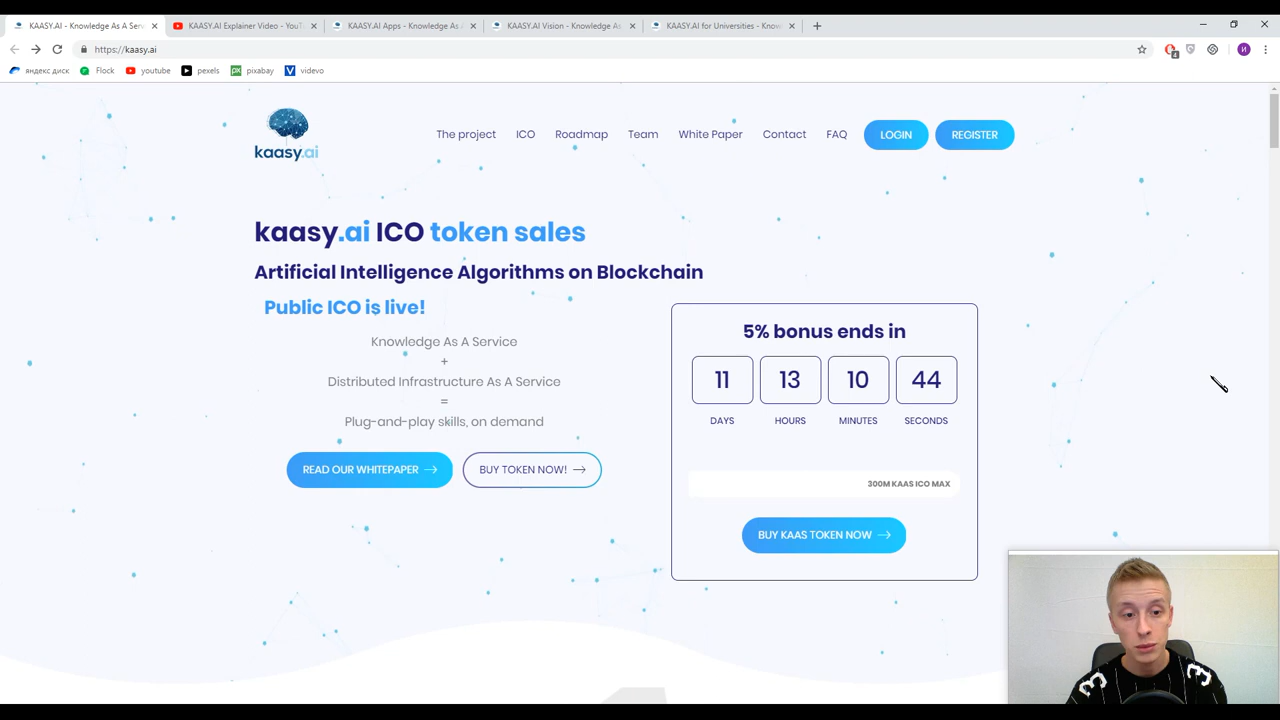 KAASY.AI - Knowledge As A Serv
KAASY.AI Explainer Video - YouT
KAASY.AI Apps - Knowledge As A
KAASY.AI Vision - Knowledge As
KAASY.AI for Universities - Know
https://kaasy.ai
яндекс диск Flock youtube pexels pixabay videvo
kaasy.ai
The project ICO Roadmap Team White Paper Contact FAQ LOGIN REGISTER
kaasy.ai ICO token sales
Artificial Intelligence Algorithms on Blockchain
Public ICO is live!
Knowledge As A Service
+
Distributed Infrastructure As A Service
=
Plug-and-play skills, on demand
READ OUR WHITEPAPER → BUY TOKEN NOW! →
5% bonus ends in
11 13 10 44
DAYS HOURS MINUTES SECONDS
300M KAAS ICO MAX
BUY KAAS TOKEN NOW →